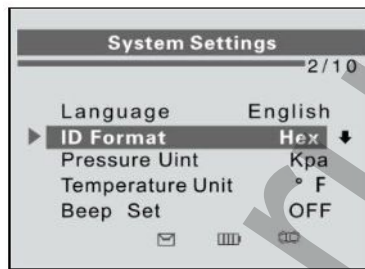 System Settings
2/10
Language English
ID Format Hex
Pressure Uint Kpa
Temperature Unit ° F
Beep Set OFF